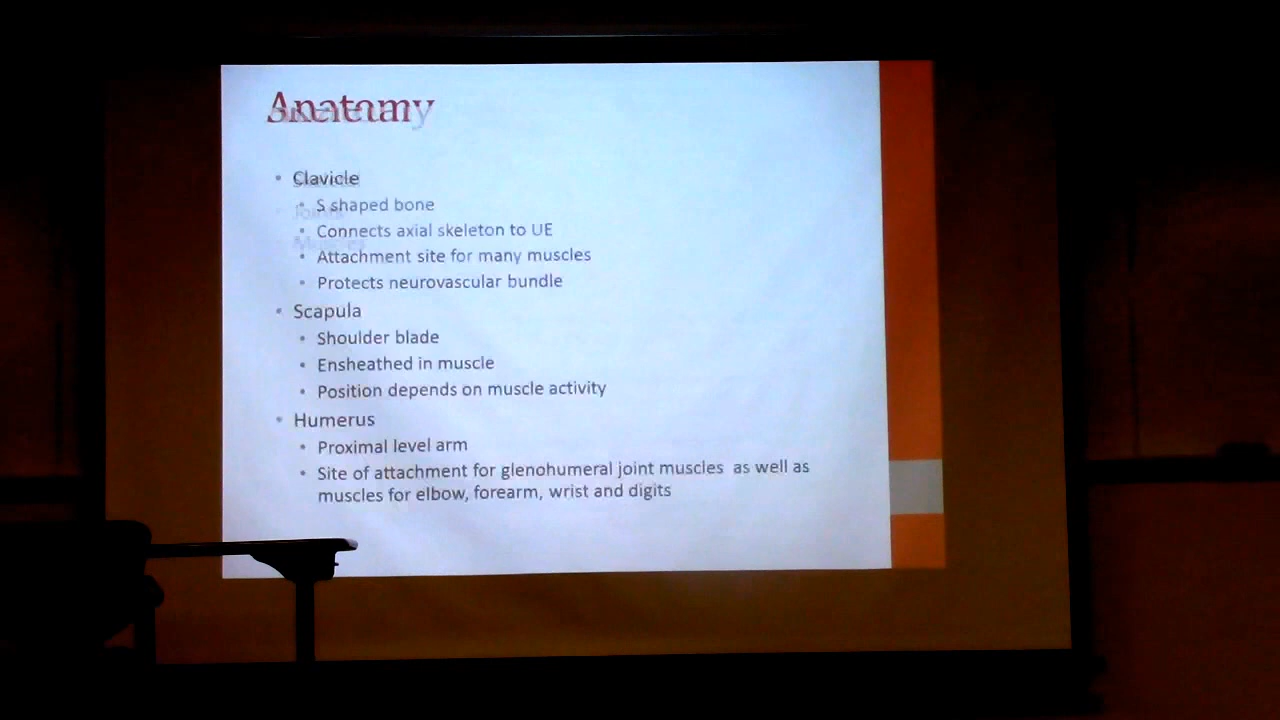 Anatomy
• Clavicle
• S shaped bone
• Connects axial skeleton to UE
• Attachment site for many muscles
• Protects neurovascular bundle
• Scapula
• Shoulder blade
• Ensheathed in muscle
• Position depends on muscle activity
• Humerus
• Proximal level arm
• Site of attachment for glenohumeral joint muscles as well as
muscles for elbow, forearm, wrist and digits